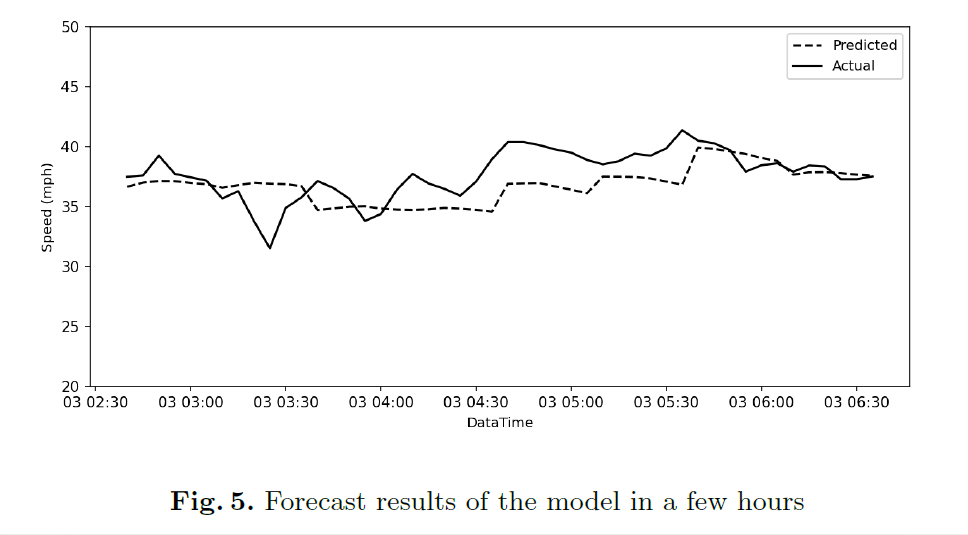 50
45
40
35
30
25
20
Speed (mph)
Predicted
Actual
03 02:30 03 03:00 03 03:30 03 04:00 03 04:30 03 05:00 03 05:30 03 06:00 03 06:30
DataTime
Fig. 5. Forecast results of the model in a few hours